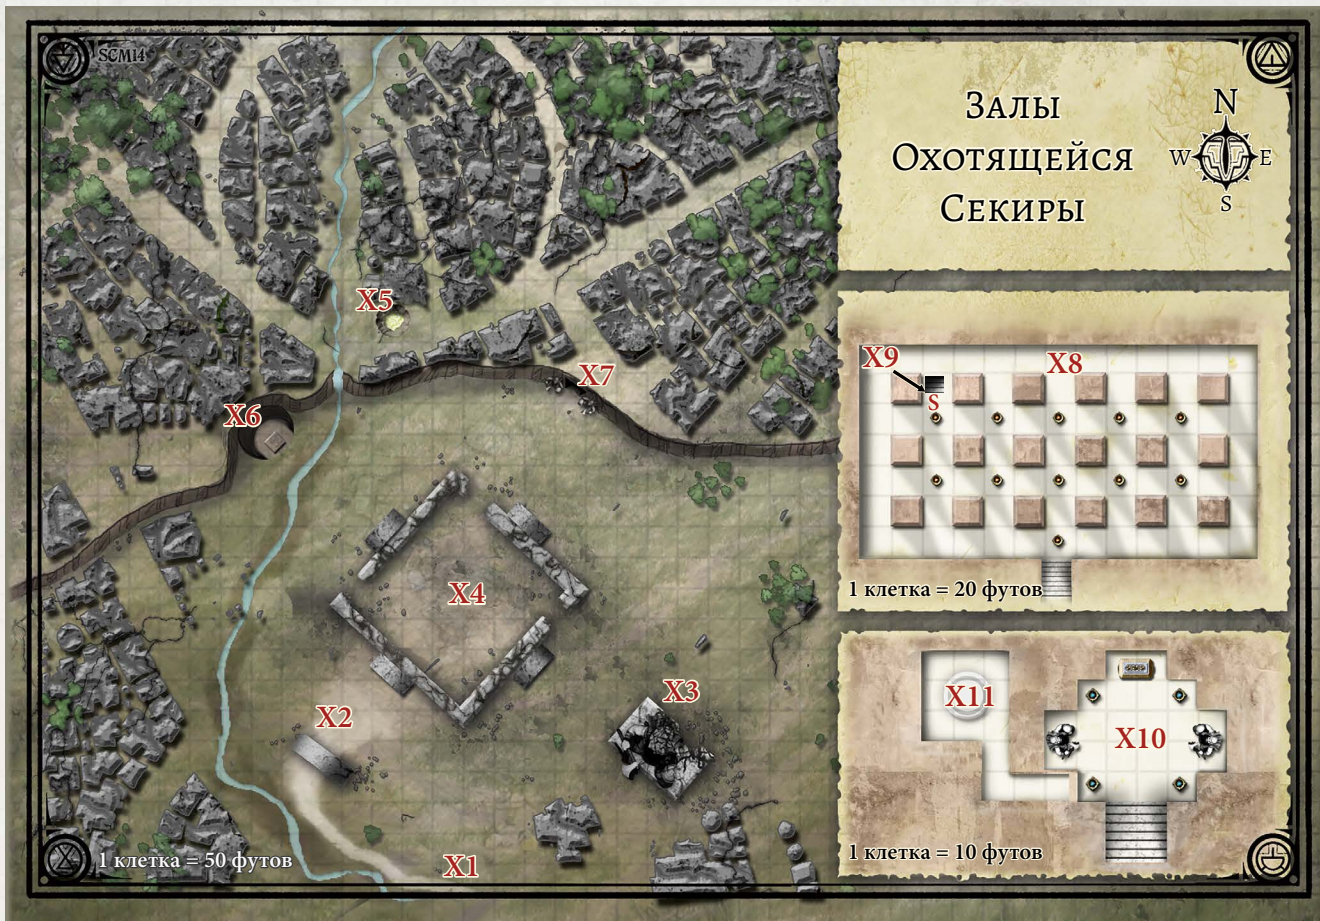 SCM14
Залы
Охотящейся
Секиры
N
W E
S
X5
X7
X6
X4
X3
X2
X1
1 клетка = 50 футов
X9
X8
S
1 клетка = 20 футов
X11
X10
1 клетка = 10 футов